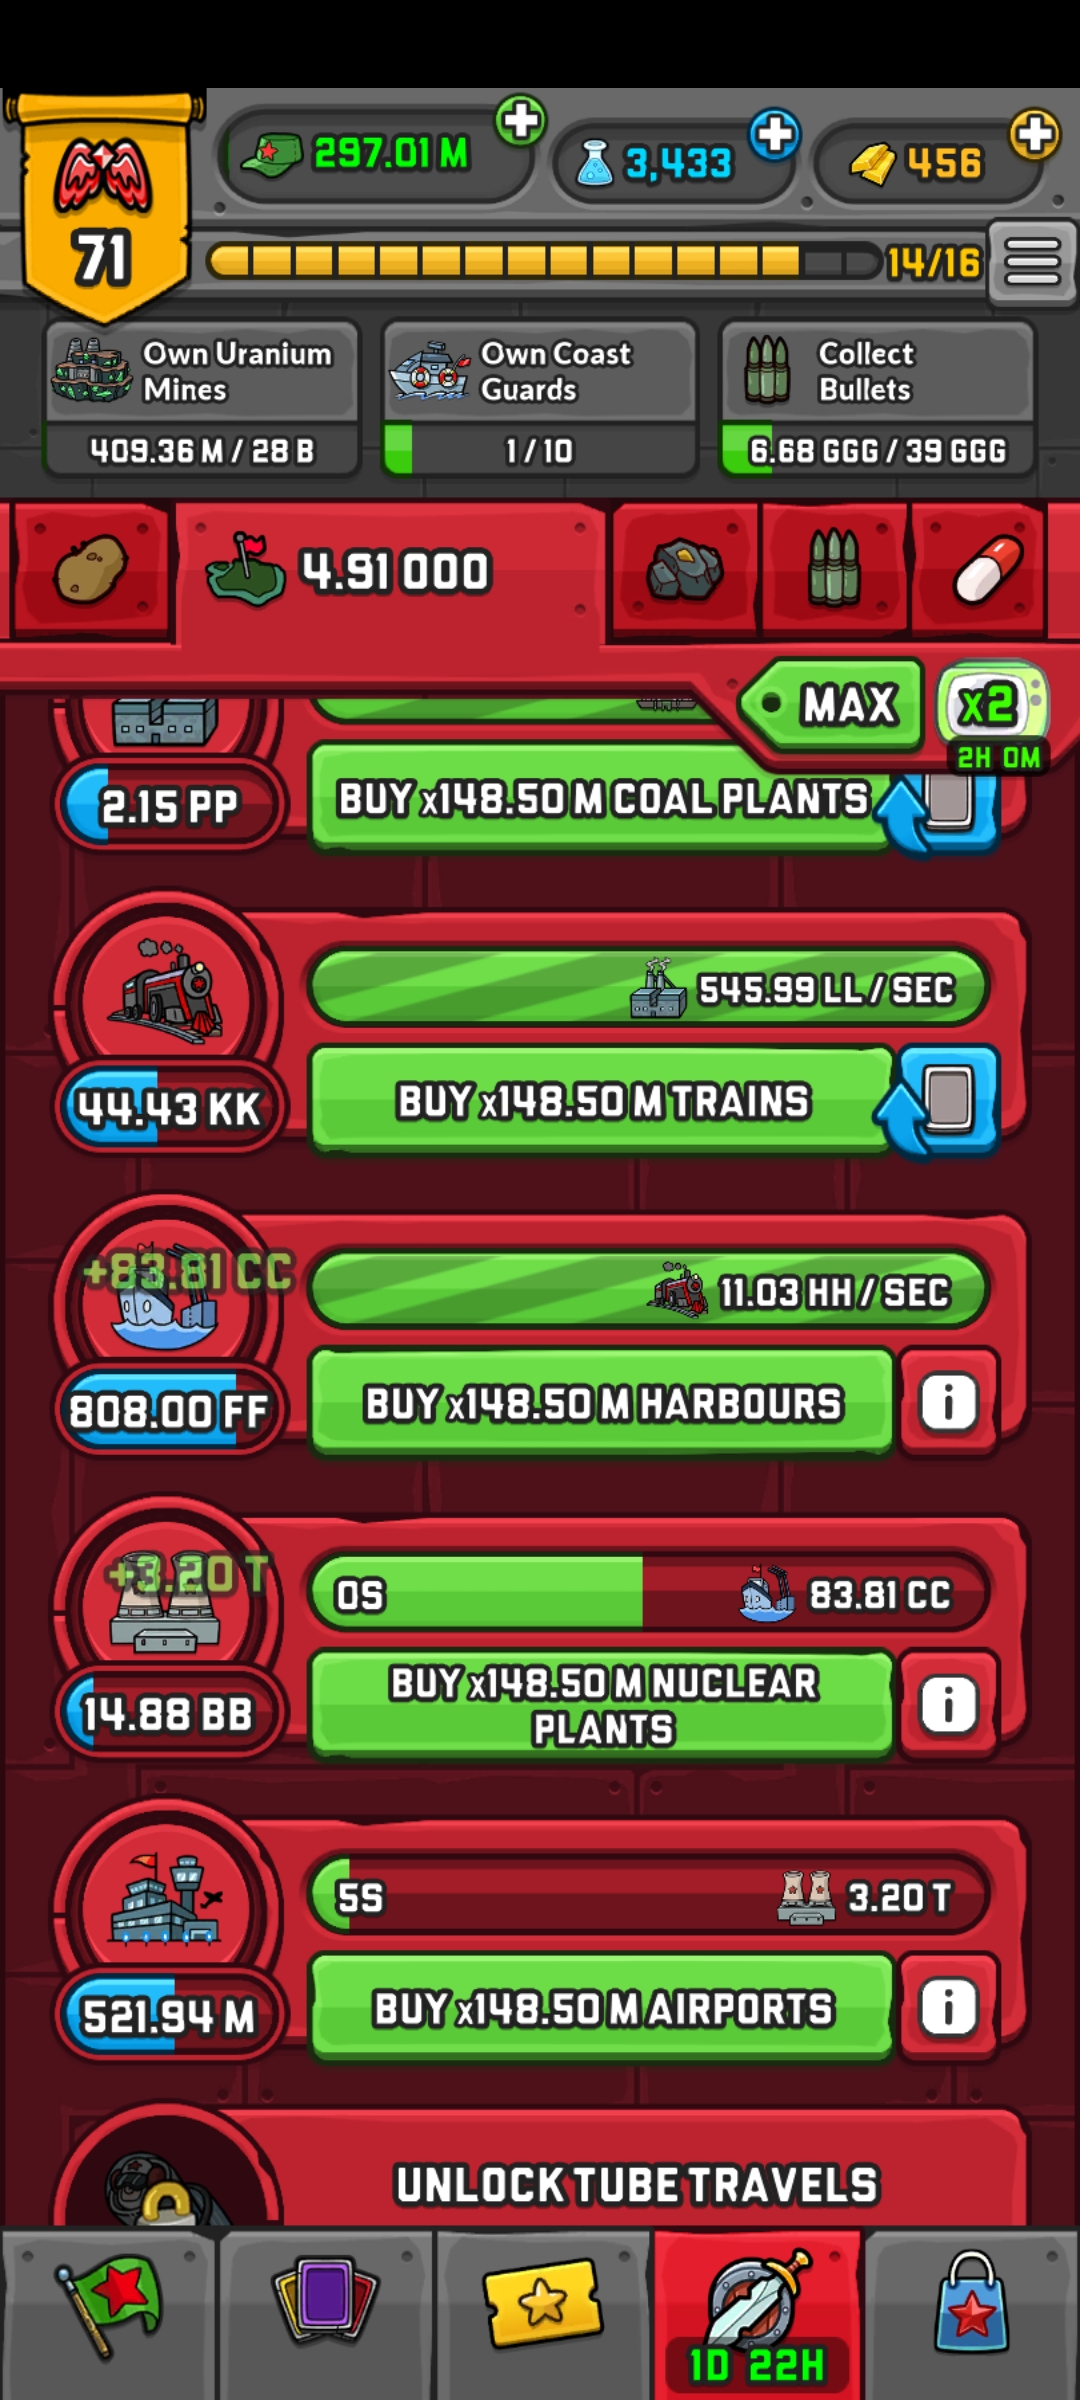 297.01 M
3,433
456
71
14/16
Own Uranium
Mines
409.36 M / 28 B
Own Coast
Guards
1 / 10
Collect
Bullets
6.68 GGG / 39 GGG
4.91 000
MAX
x2
2H 0M
2.15 PP
BUY x148.50 M COAL PLANTS
545.99 LL / SEC
44.43 KK
BUY x148.50 M TRAINS
+83.81 CC
11.03 HH / SEC
808.00 FF
BUY x148.50 M HARBOURS
i
+3.20 T
0S
83.81 CC
14.88 BB
BUY x148.50 M NUCLEAR
PLANTS
i
5S
3.20 T
521.94 M
BUY x148.50 M AIRPORTS
i
UNLOCK TUBE TRAVELS
1D 22H